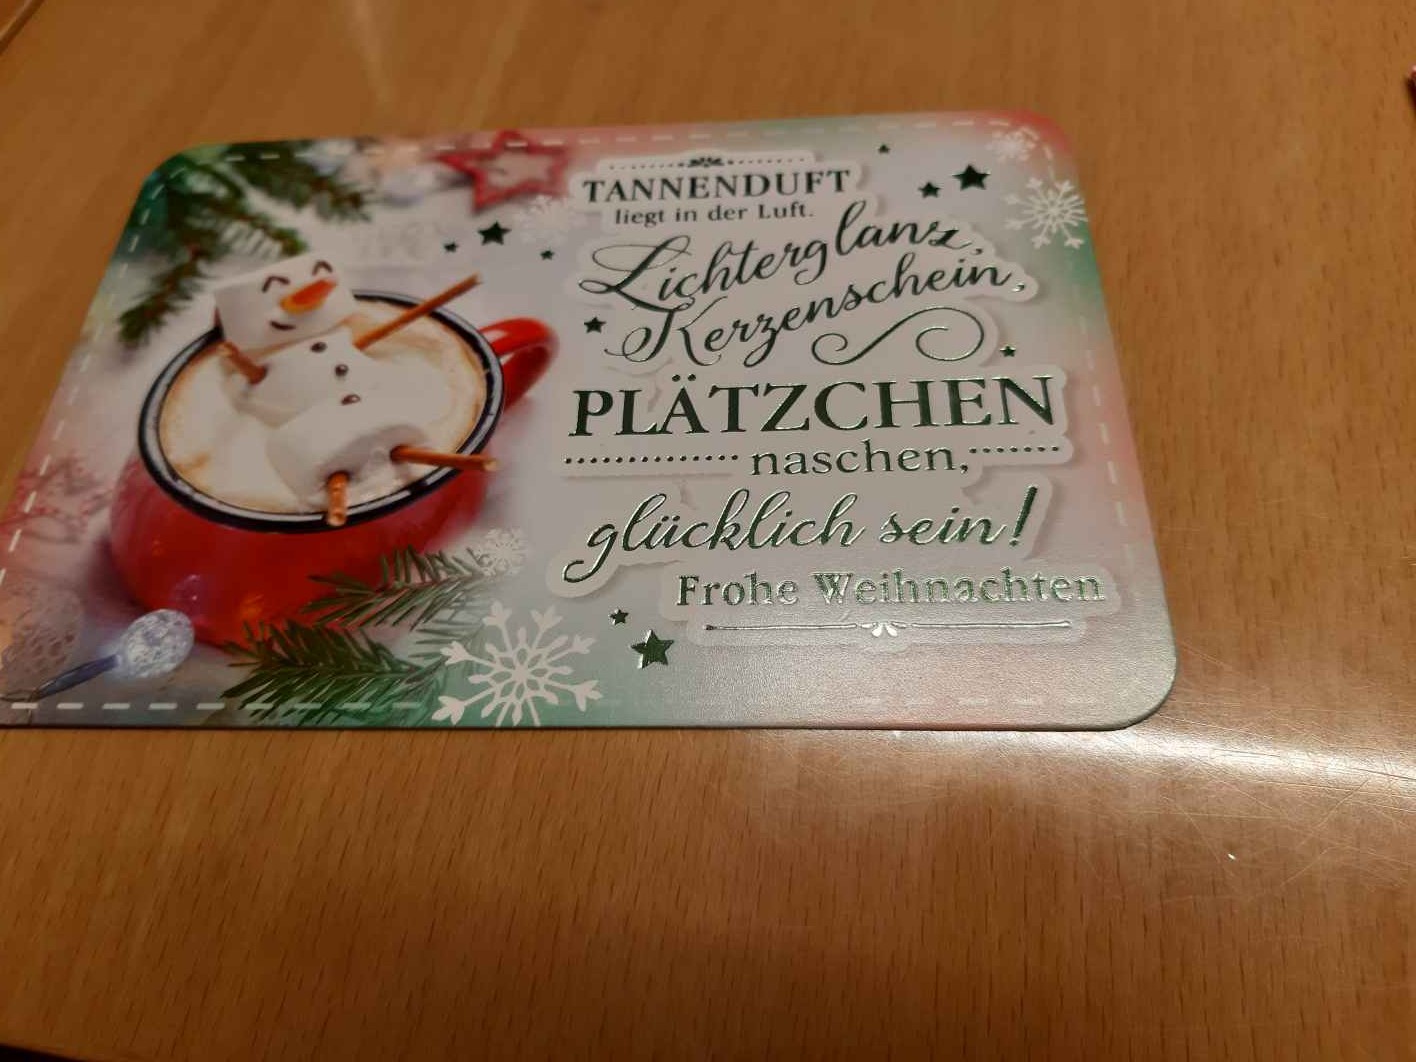 TANNENDUFT
liegt in der Luft.
Lichterglanz,
Kerzenschein,
PLÄTZCHEN
naschen,
glücklich sein!
Frohe Weihnachten